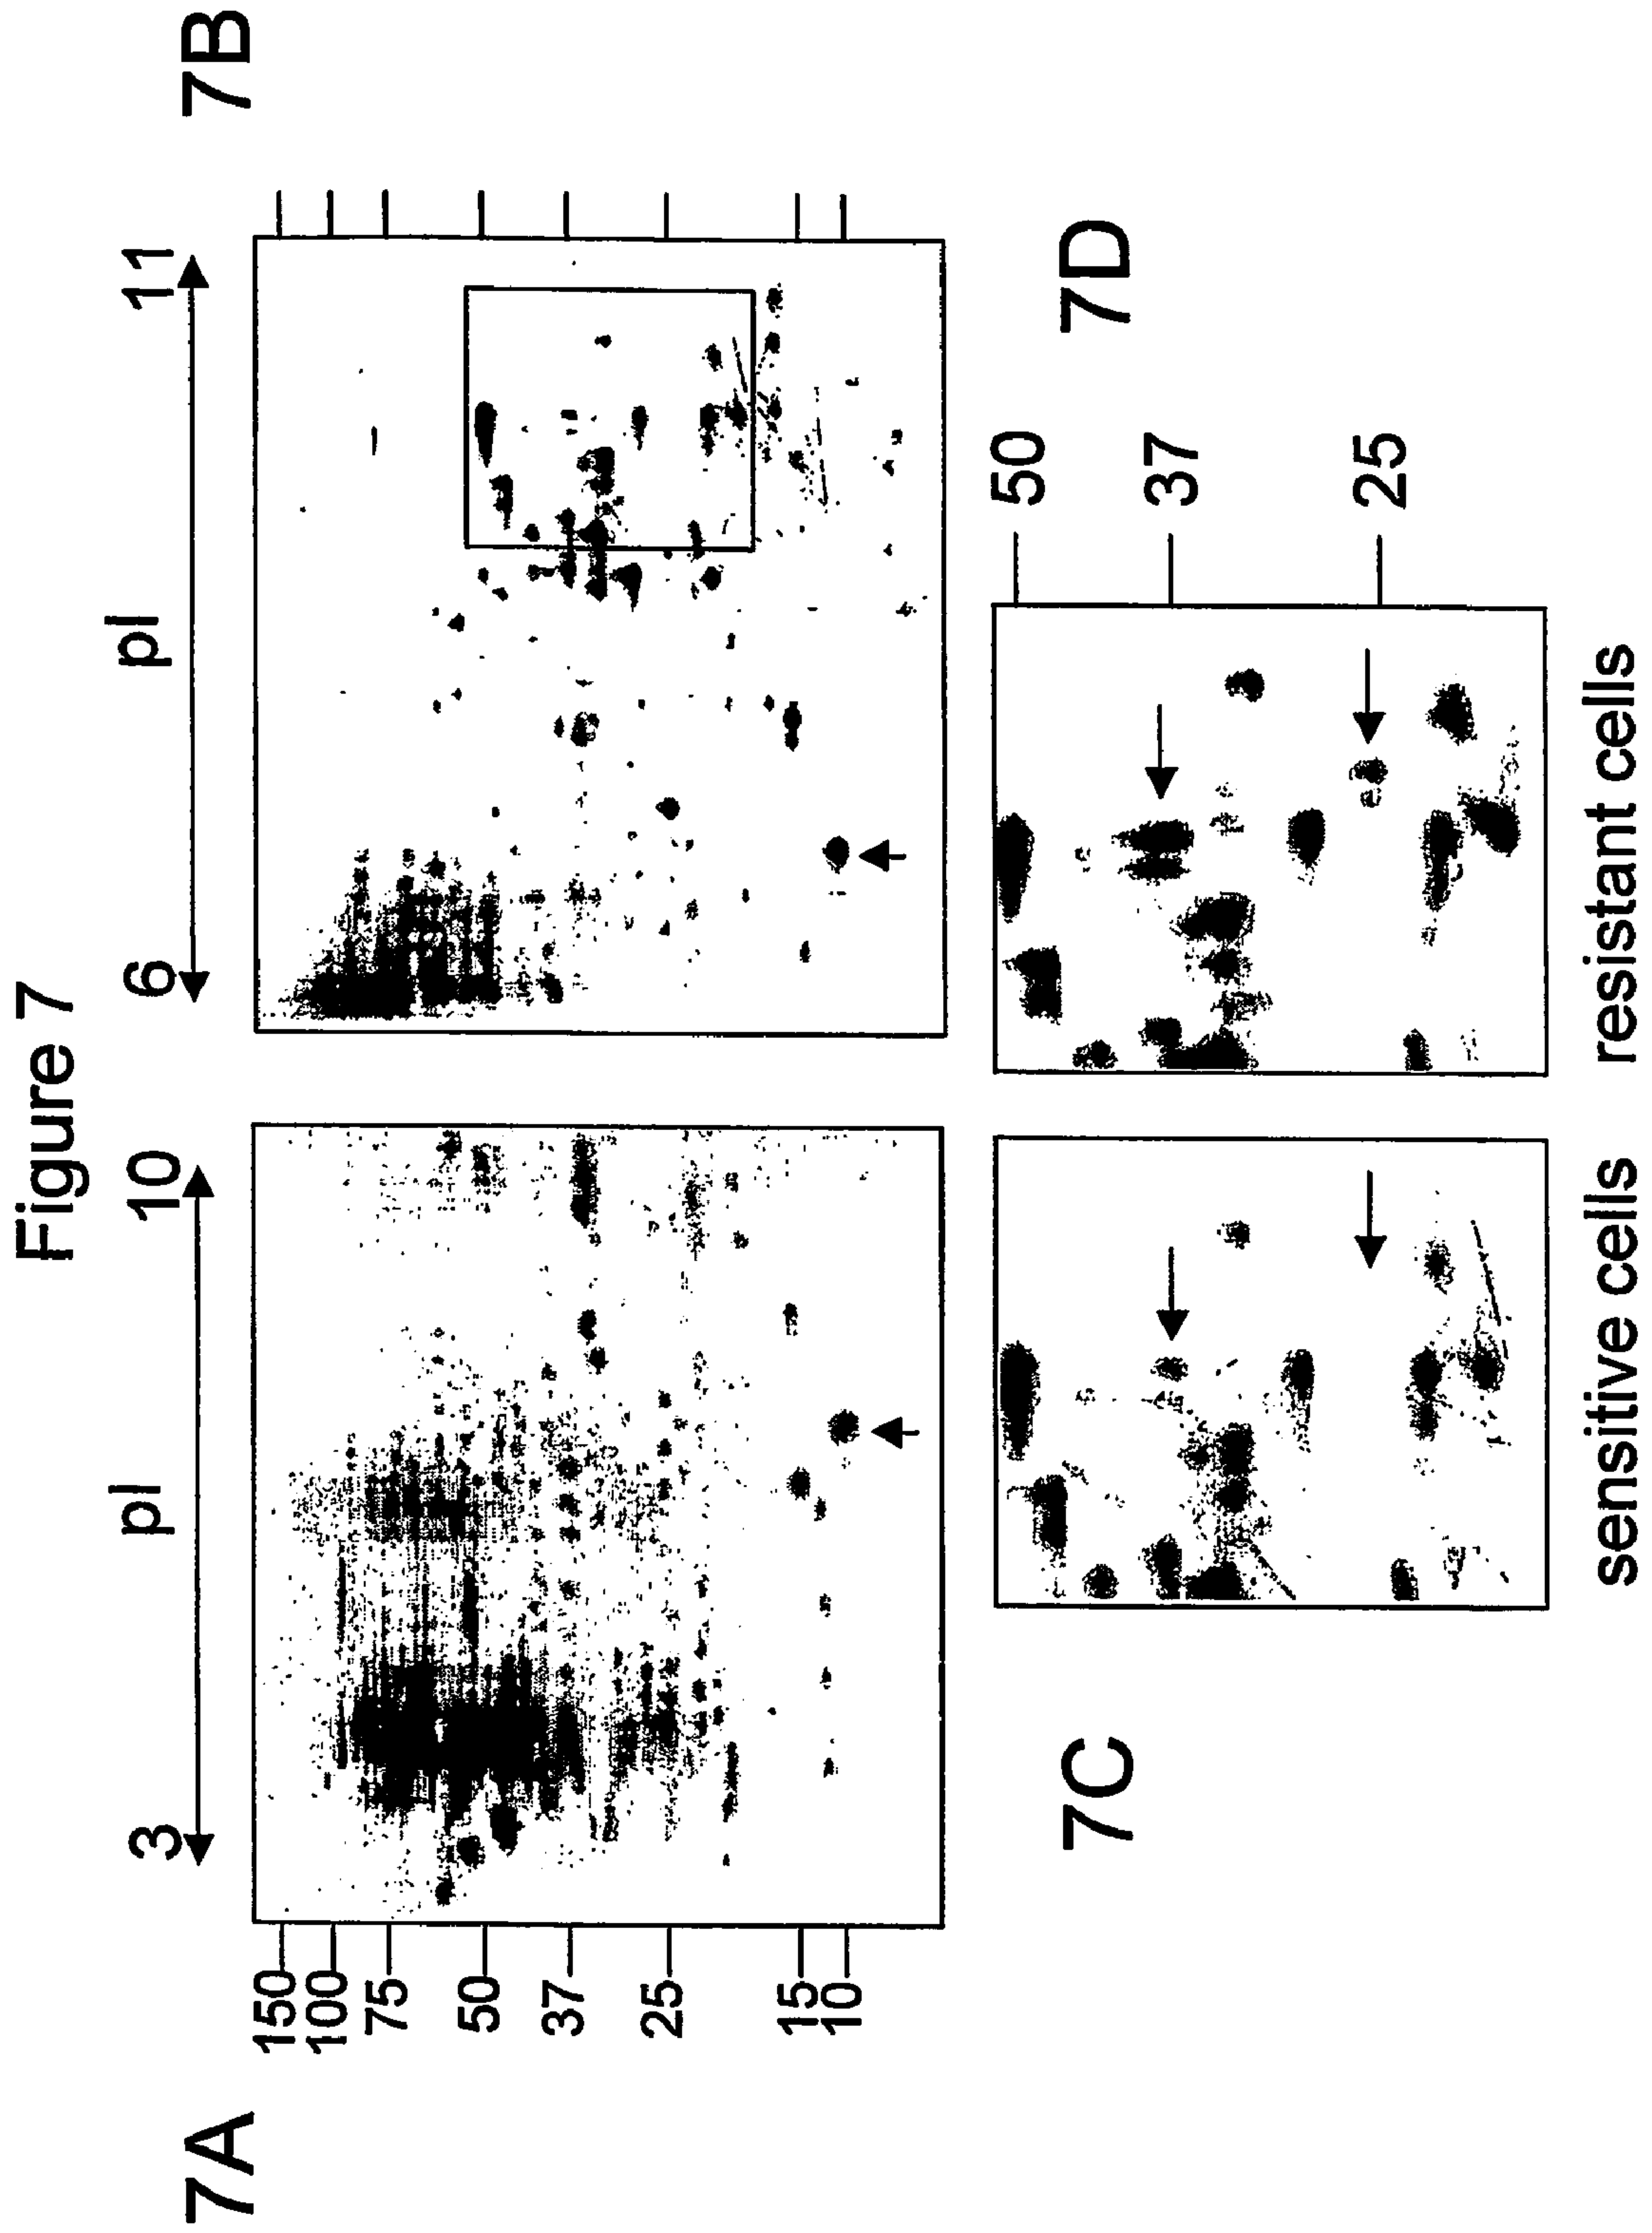 Figure 7
7A
7B
pI
3
10
pI
6
11
150
100
75
50
37
25
15
10
7C
7D
50
37
25
sensitive cells
resistant cells